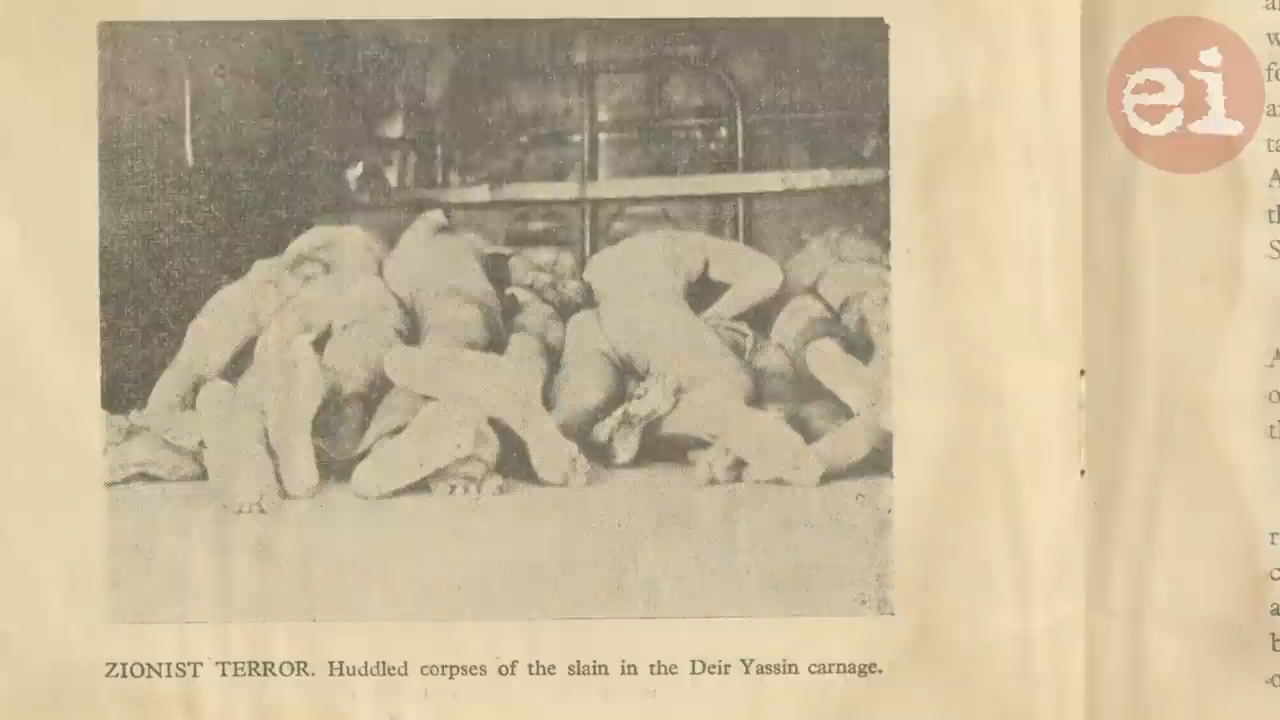 ei
ZIONIST TERROR. Huddled corpses of the slain in the Deir Yassin carnage.